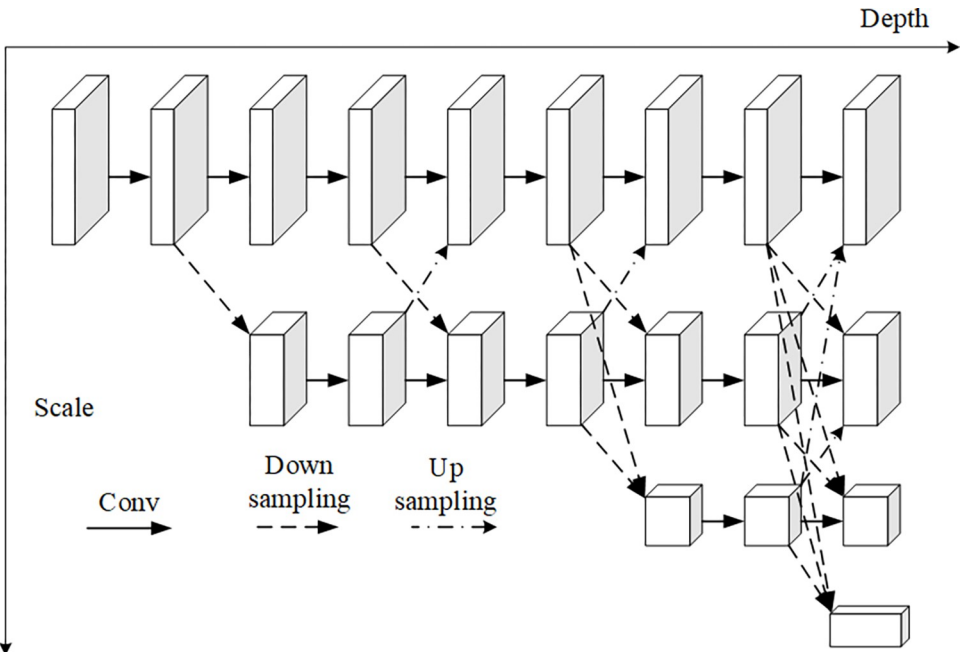 Depth
Scale
Down
sampling
Up
sampling
Conv